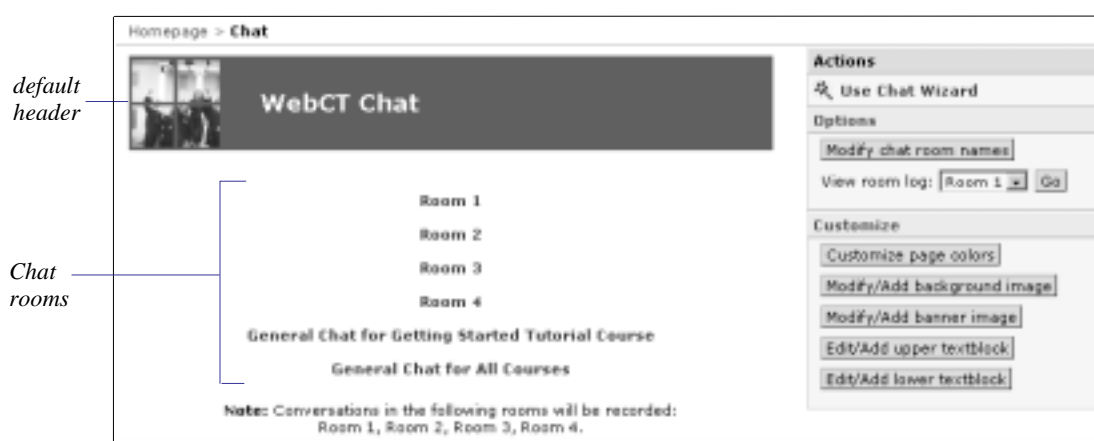 Homepage > Chat
default
header
WebCT Chat
Chat
rooms
Room 1
Room 2
Room 3
Room 4
General Chat for Getting Started Tutorial Course
General Chat for All Courses
Note: Conversations in the following rooms will be recorded:
Room 1, Room 2, Room 3, Room 4.
Actions
Use Chat Wizard
Options
Modify chat room names
View room log: Room 1 Go
Customize
Customize page colors
Modify/Add background image
Modify/Add banner image
Edit/Add upper textblock
Edit/Add lower textblock